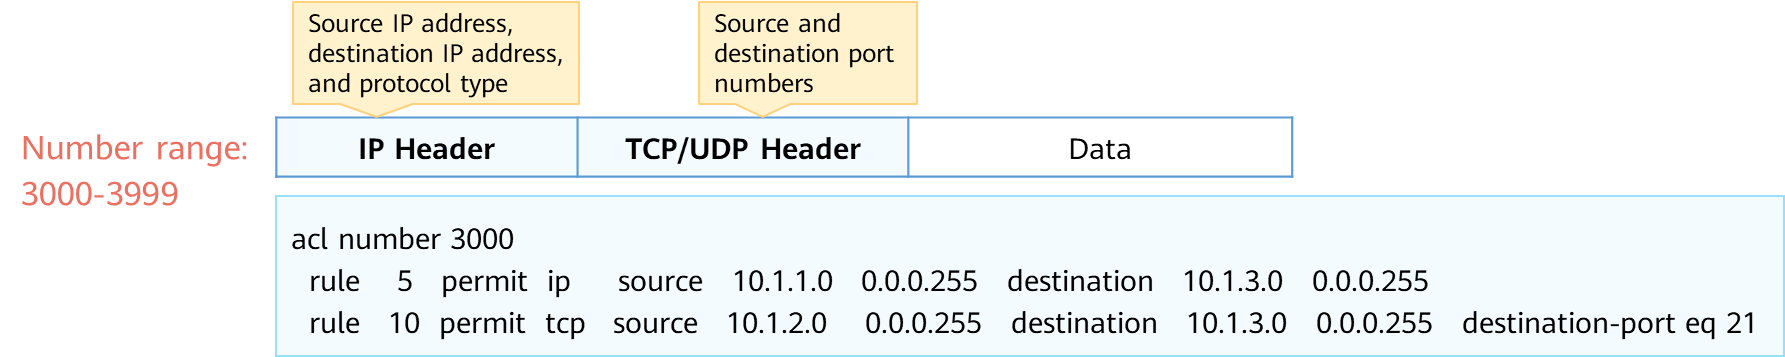 Source IP address,
destination IP address,
and protocol type
Source and
destination port
numbers
Number range:
3000-3999
IP Header
TCP/UDP Header
Data
acl number 3000
rule 5 permit ip source 10.1.1.0 0.0.0.255 destination 10.1.3.0 0.0.0.255
rule 10 permit tcp source 10.1.2.0 0.0.0.255 destination 10.1.3.0 0.0.0.255 destination-port eq 21